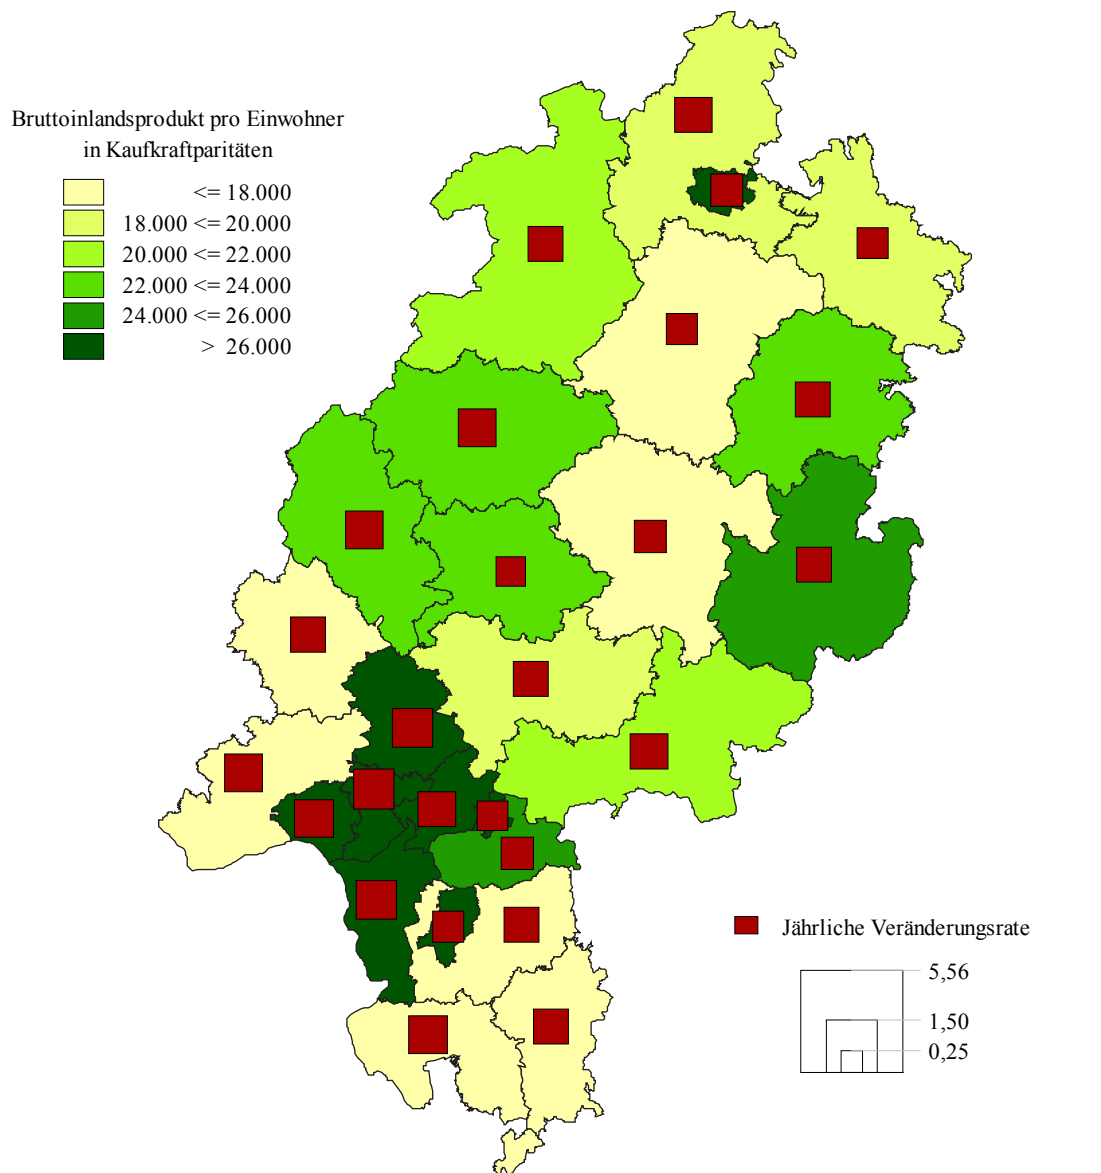 Bruttoinlandsprodukt pro Einwohner
in Kaufkraftparitäten
<= 18.000
18.000 <= 20.000
20.000 <= 22.000
22.000 <= 24.000
24.000 <= 26.000
> 26.000
Jährliche Veränderungsrate
5,56
1,50
0,25